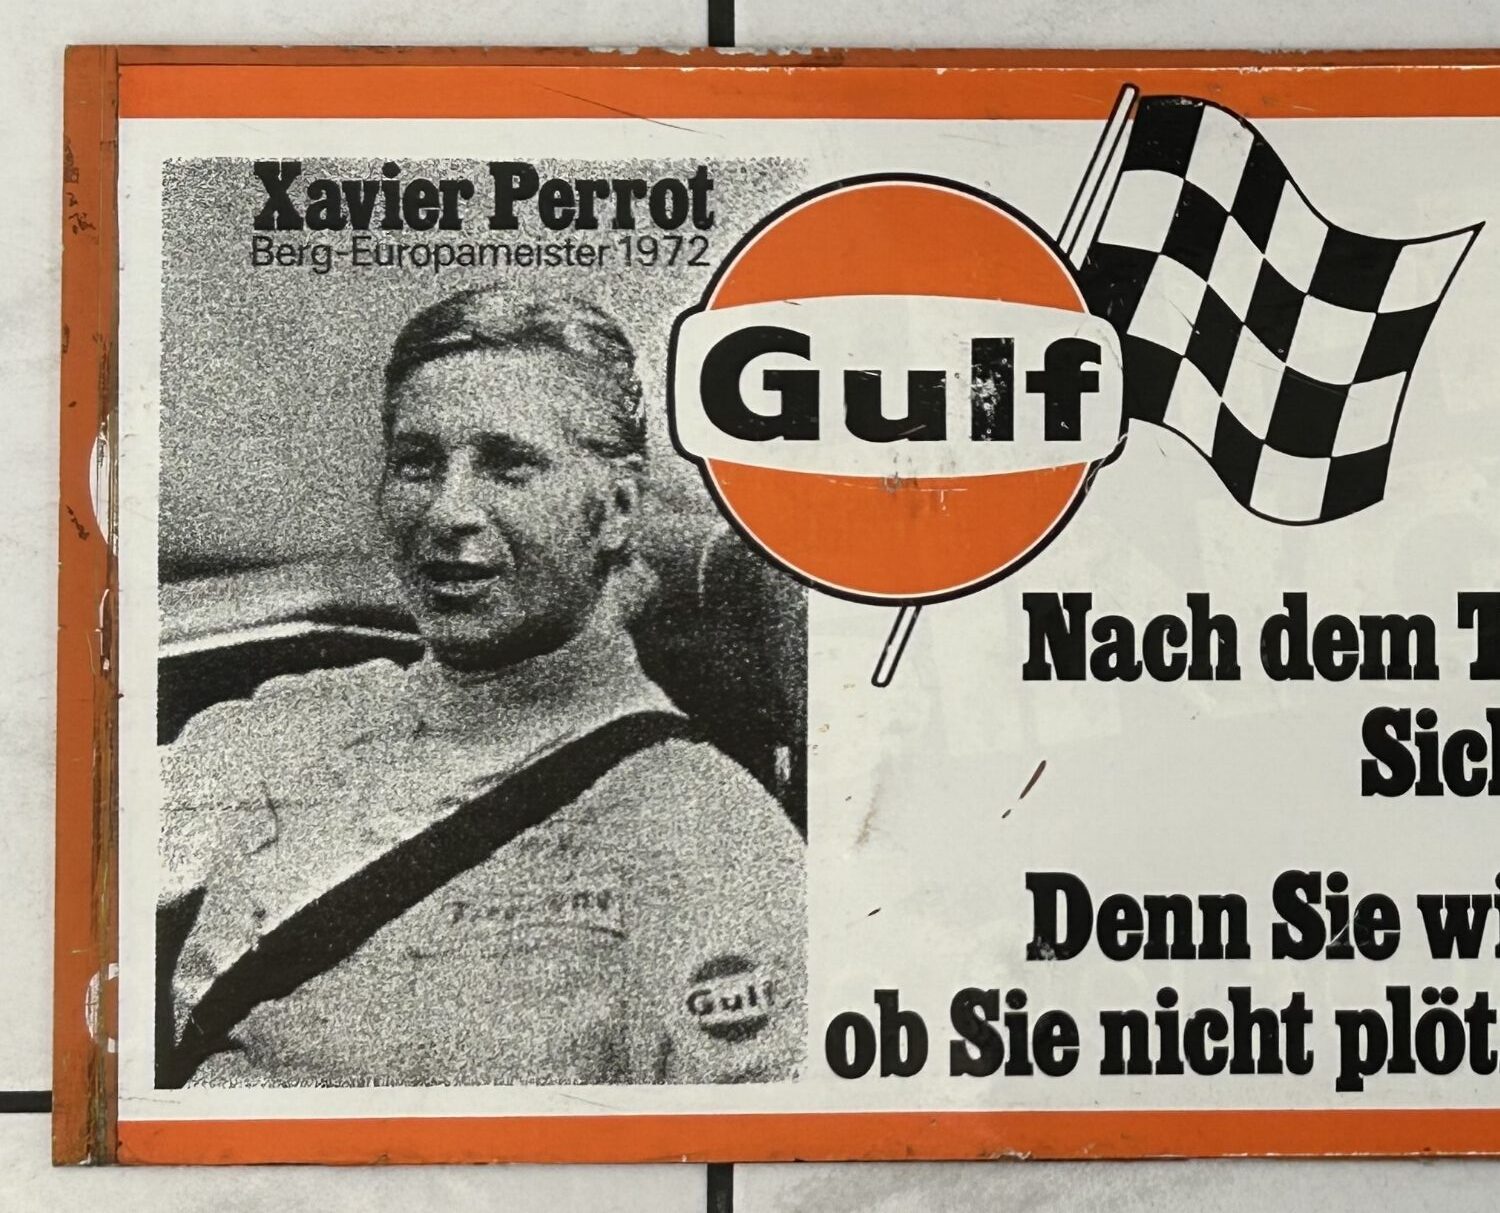 Xavier Perrot
Berg-Europameister 1972
Gulf
Nach dem
Denn Sie
ob Sie nicht
Gulf